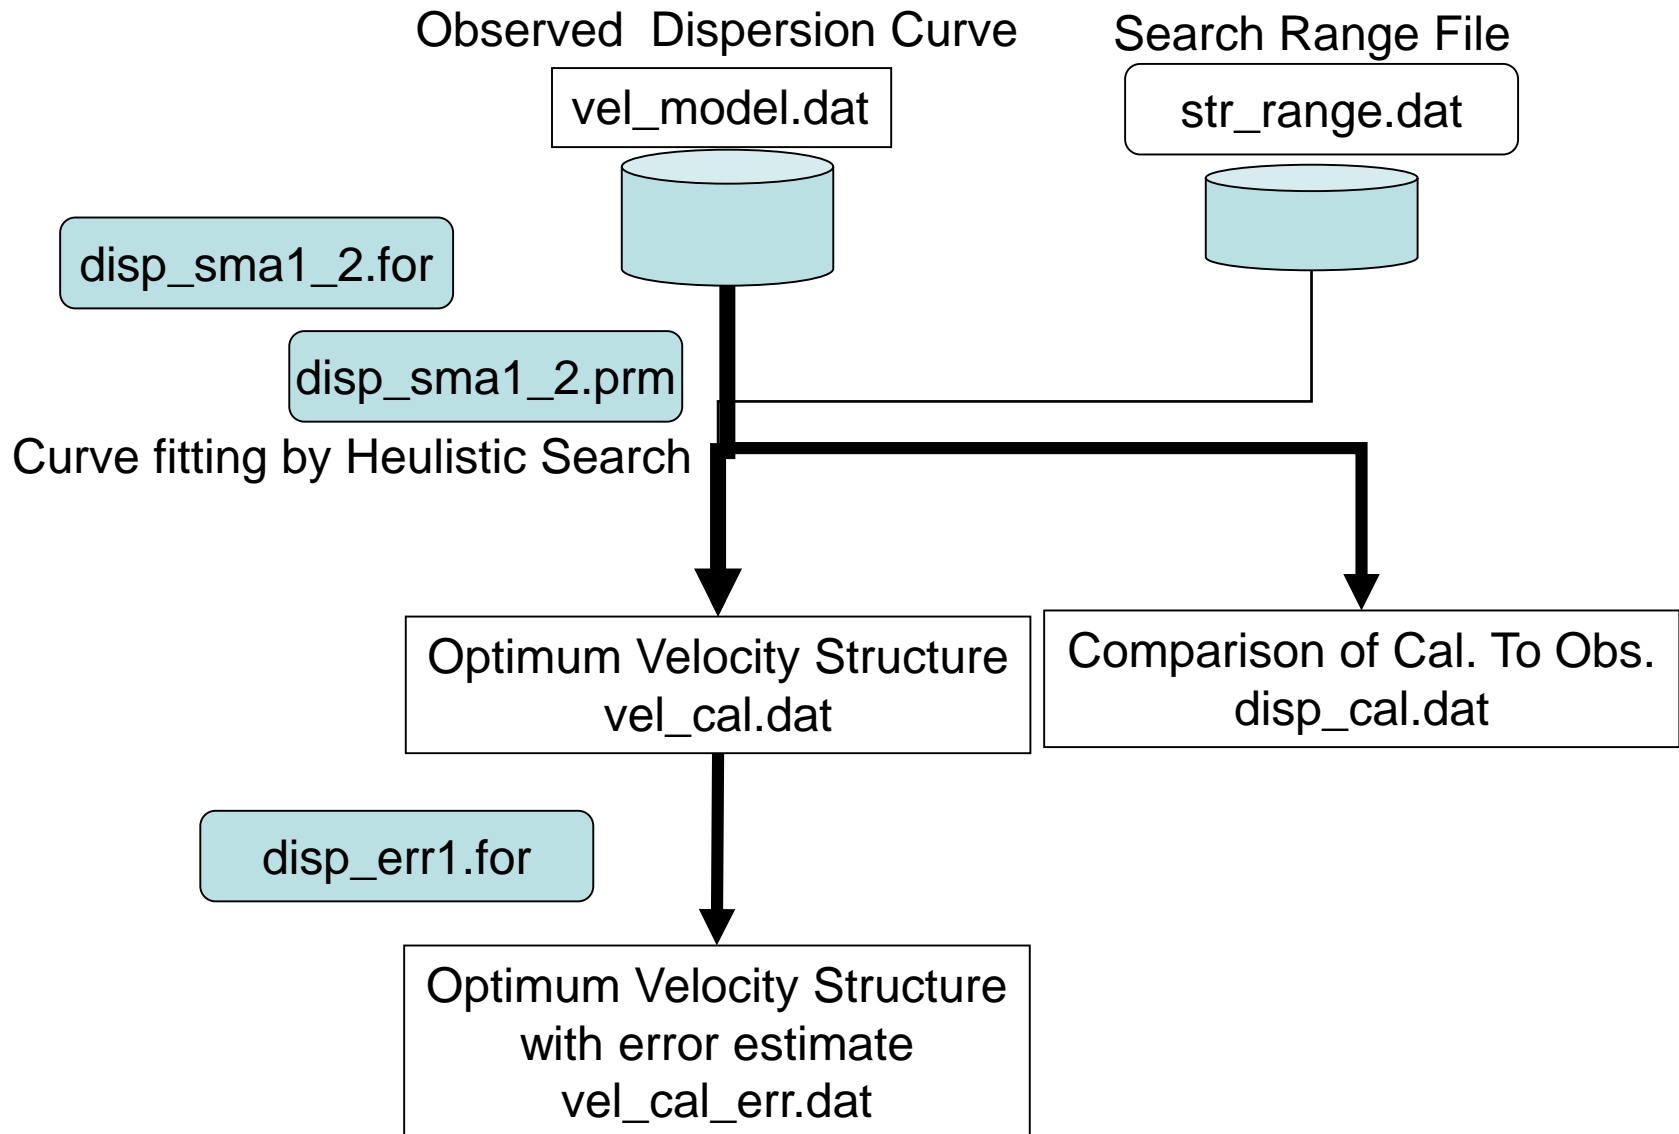 Observed  Dispersion Curve
Search Range File
vel_model.dat
str_range.dat
disp_sma1_2.for
disp_sma1_2.prm
Curve fitting by Heulistic Search
Optimum Velocity Structure
vel_cal.dat
Comparison of Cal. To Obs.
disp_cal.dat
disp_err1.for
Optimum Velocity Structure
with error estimate
vel_cal_err.dat